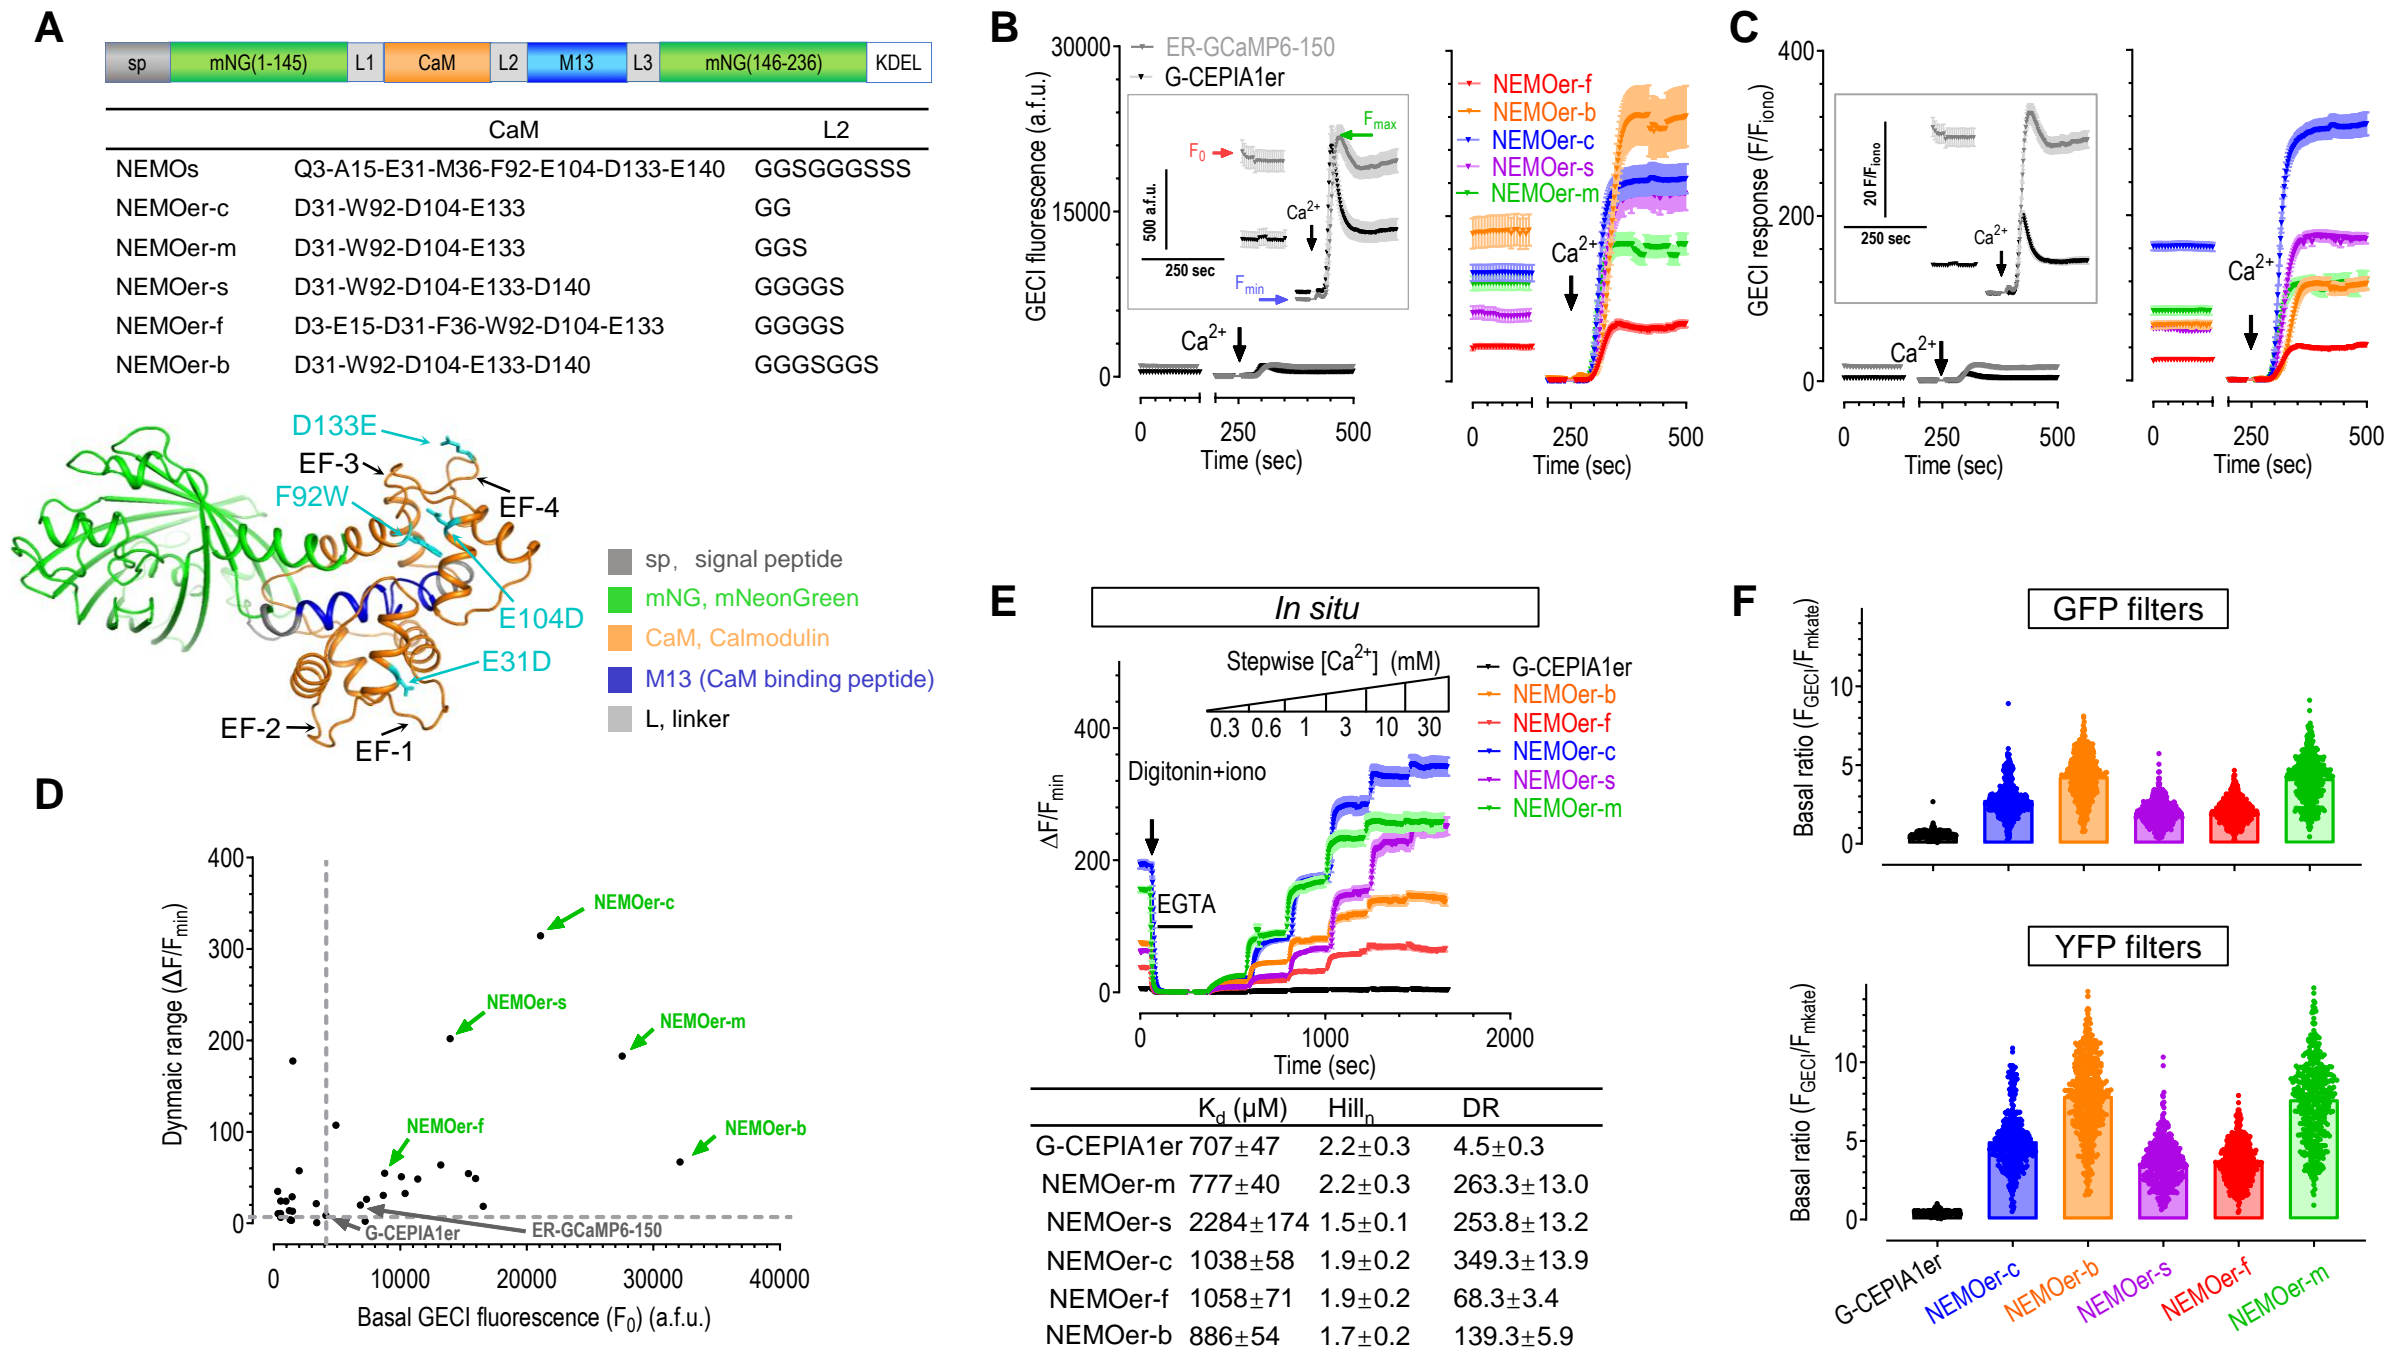 A
sp mNG(1-145) L1 CaM L2 M13 L3 mNG(146-236) KDEL
CaM L2
NEMOs Q3-A15-E31-M36-F92-E104-D133-E140 GGSGGGSSS
NEMOer-c D31-W92-D104-E133 GG
NEMOer-m D31-W92-D104-E133 GGS
NEMOer-s D31-W92-D104-E133-D140 GGGGS
NEMOer-f D3-E15-D31-F36-W92-D104-E133 GGGGS
NEMOer-b D31-W92-D104-E133-D140 GGGSGGS
D133E
EF-3
F92W
EF-4
E104D
E31D
EF-2
EF-1
sp, signal peptide
mNG, mNeonGreen
CaM, Calmodulin
M13 (CaM binding peptide)
L, linker
B
GECI fluorescence (a.f.u.)
30000
15000
0
ER-GCaMP6-150
G-CEPIA1er
F0
Fmax
500 a.f.u.
250 sec
Ca2+
Fmin
Ca2+
0 250 500
Time (sec)
NEMOer-f
NEMOer-b
NEMOer-c
NEMOer-s
NEMOer-m
Ca2+
0 250 500
Time (sec)
C
GECI response (F/Fiono)
400
200
0
20 F/Fiono
250 sec
Ca2+
Ca2+
0 250 500
Time (sec)
Ca2+
0 250 500
Time (sec)
D
Dynmaic range (ΔF/Fmin)
400
300
200
100
0
NEMOer-c
NEMOer-s
NEMOer-m
NEMOer-f
NEMOer-b
G-CEPIA1er
ER-GCaMP6-150
0 10000 20000 30000 40000
Basal GECI fluorescence (F0) (a.f.u.)
E
In situ
Stepwise [Ca2+] (mM)
0.3 0.6 1 3 10 30
ΔF/Fmin
400
200
0
Digitonin+iono
EGTA
G-CEPIA1er
NEMOer-b
NEMOer-f
NEMOer-c
NEMOer-s
NEMOer-m
0 1000 2000
Time (sec)
Kd (µM) Hilln DR
G-CEPIA1er 707±47 2.2±0.3 4.5±0.3
NEMOer-m 777±40 2.2±0.3 263.3±13.0
NEMOer-s 2284±174 1.5±0.1 253.8±13.2
NEMOer-c 1038±58 1.9±0.2 349.3±13.9
NEMOer-f 1058±71 1.9±0.2 68.3±3.4
NEMOer-b 886±54 1.7±0.2 139.3±5.9
F
GFP filters
Basal ratio (FGECI/Fmkate)
10
5
0
YFP filters
Basal ratio (FGECI/Fmkate)
10
5
0
G-CEPIA1er
NEMOer-c
NEMOer-b
NEMOer-s
NEMOer-f
NEMOer-m